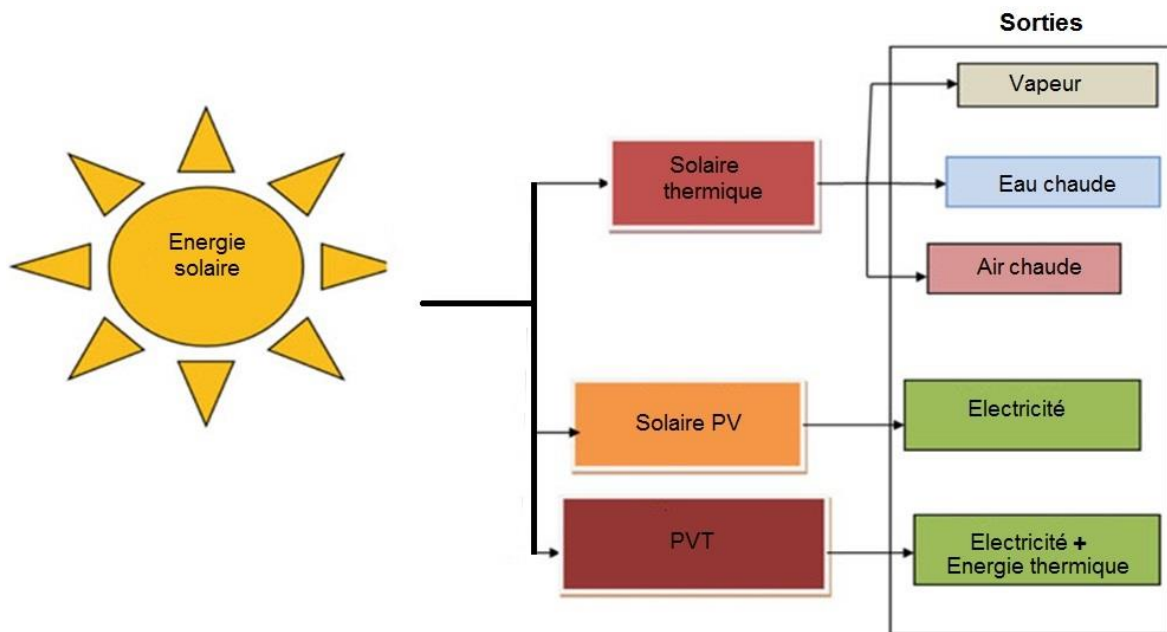 Sorties
Vapeur
Solaire
thermique
Eau chaude
Energie
solaire
Air chaude
Solaire PV
Electricité
PVT
Electricité +
Energie thermique